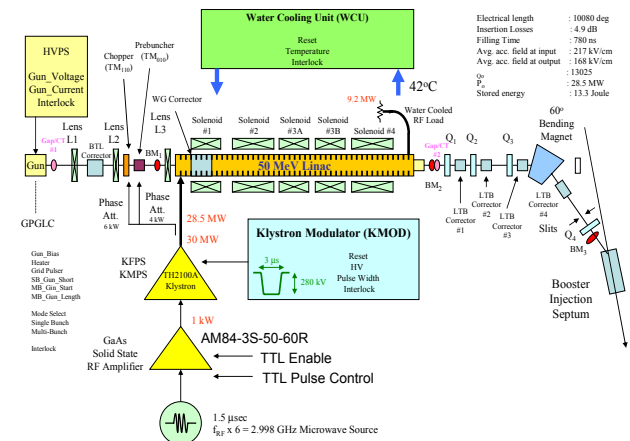 HVPS
Gun_Voltage
Gun_Current
Interlock
Chopper
(TM110)
Prebuncher
(TM010)
Water Cooling Unit (WCU)
Reset
Temperature
Interlock
42°C
Electrical length : 10080 deg
Insertion Losses : 4.9 dB
Filling Time : 780 ns
Avg. acc. field at input : 217 kV/cm
Avg. acc. field at output : 168 kV/cm
Qo : 13025
Po : 28.5 MW
Stored energy : 13.3 Joule
WG Corrector
9.2 MW
Water Cooled
RF Load
Gap/CT
#1
Lens
L1
BTL
Corrector
Lens
L2
BM1
Lens
L3
Solenoid
#1
Solenoid
#2
Solenoid
#3A
Solenoid
#3B
Solenoid #4
Gun
50 MeV Linac
Gap/CT
#2
BM2
Q1
Q2
Q3
60°
Bending
Magnet
LTB
Corrector
#1
LTB
Corrector
#2
LTB
Corrector
#3
LTB
Corrector
#4
Slits
Q4
BM3
Booster
Injection
Septum
GPGLC
Phase
Att.
6 kW
Phase
Att.
4 kW
28.5 MW
30 MW
Gun_Bias
Heater
Grid Pulser
SB_Gun_Short
MB_Gin_Start
MB_Gun_Length
Mode Select
Single Bunch
Multi-Bunch
Interlock
KFPS
KMPS
TH2100A
Klystron
Klystron Modulator (KMOD)
3 µs
280 kV
Reset
HV
Pulse Width
Interlock
1 kW
GaAs
Solid State
RF Amplifier
AM84-3S-50-60R
TTL Enable
TTL Pulse Control
1.5 µsec
fRF x 6 = 2.998 GHz Microwave Source